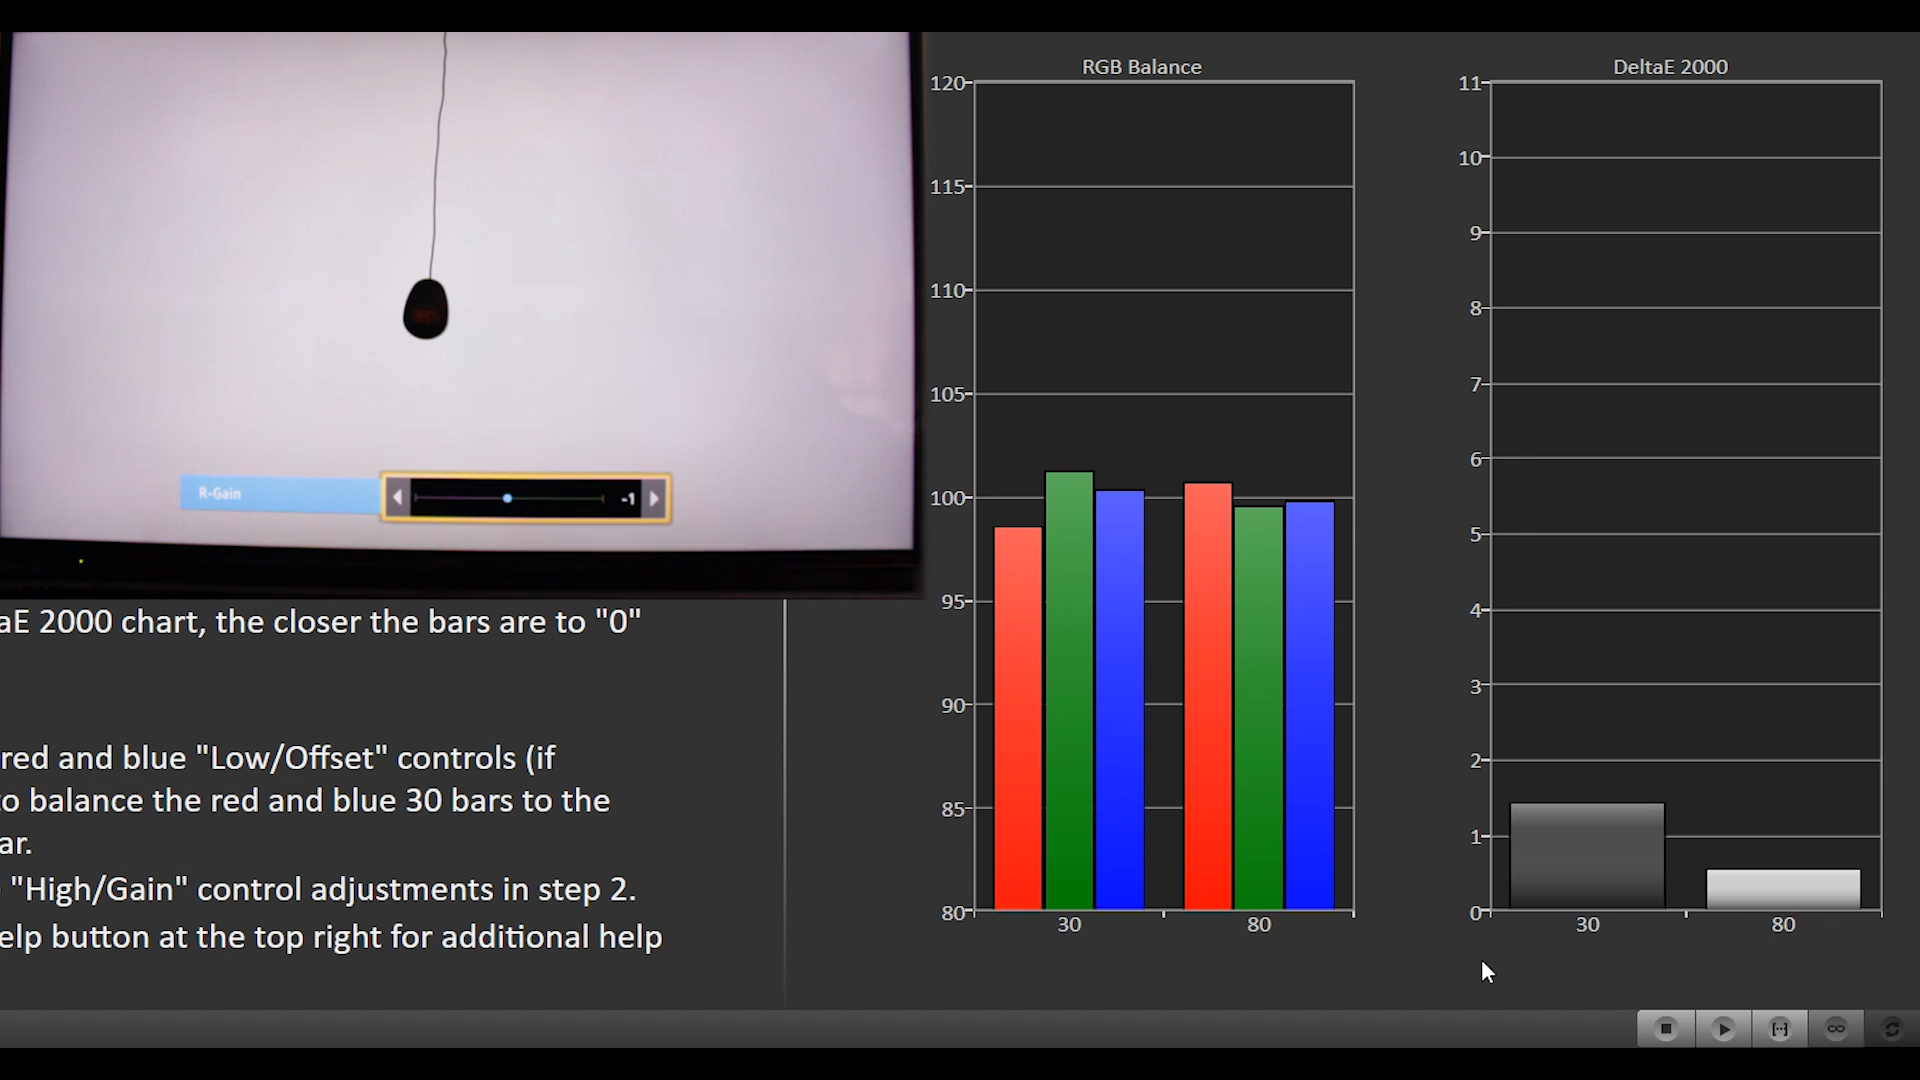 R-Gain
-1
aE 2000 chart, the closer the bars are to "0"
red and blue "Low/Offset" controls (if
to balance the red and blue 30 bars to the
ar.
"High/Gain" control adjustments in step 2.
elp button at the top right for additional help
RGB Balance
120
115
110
105
100
95
90
85
80
30
80
DeltaE 2000
11
10
9
8
7
6
5
4
3
2
1
0
30
80